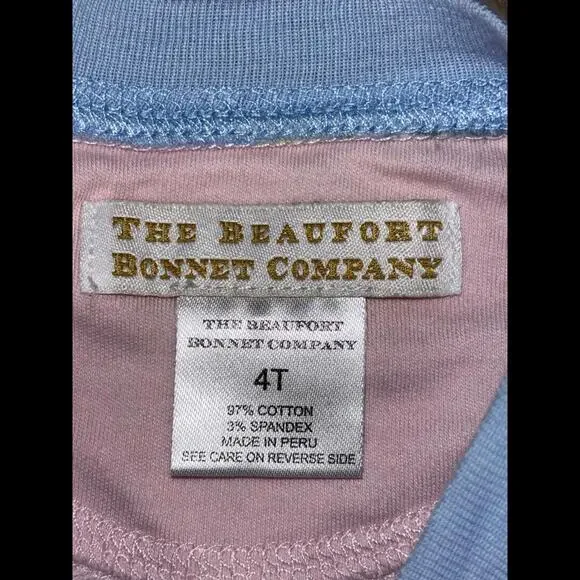 THE BEAUFORT
BONNET COMPANY
THE BEAUFORT
BONNET COMPANY
4T
97% COTTON
3% SPANDEX
MADE IN PERU
SEE CARE ON REVERSE SIDE